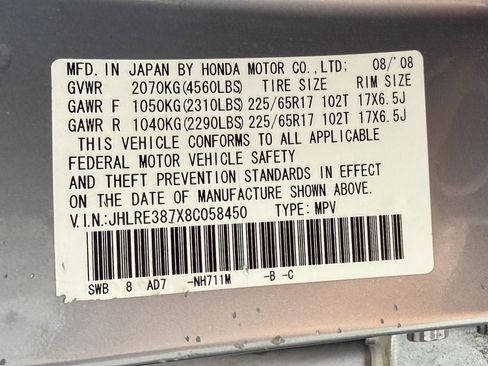 MFD. IN JAPAN BY HONDA MOTOR CO., LTD; 08/'08
GVWR 2070KG(4560LBS) TIRE SIZE RIM SIZE
GAWR F 1050KG(2310LBS) 225/65R17 102T 17X6.5J
GAWR R 1040KG(2290LBS) 225/65R17 102T 17X6.5J
THIS VEHICLE CONFORMS TO ALL APPLICABLE
FEDERAL MOTOR VEHICLE SAFETY
AND THEFT PREVENTION STANDARDS IN EFFECT
ON THE DATE OF MANUFACTURE SHOWN ABOVE.
V.I.N:JHLRE387X8C058450 TYPE: MPV
SWB 8 AD7 -NH711M -B -C